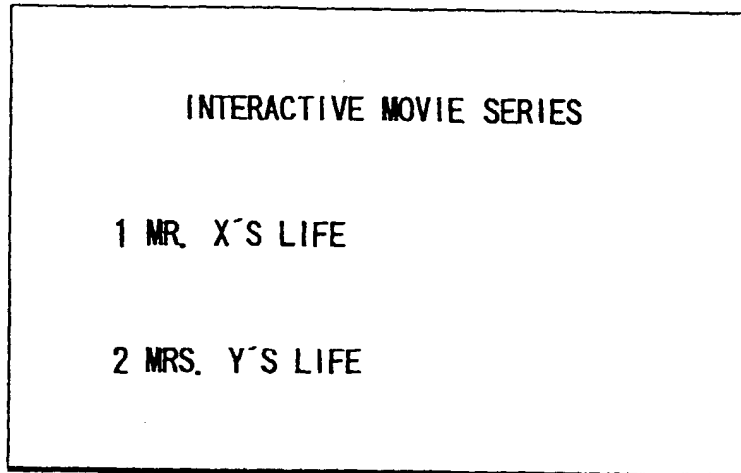 INTERACTIVE MOVIE SERIES
1 MR. X´S LIFE
2 MRS. Y´S LIFE